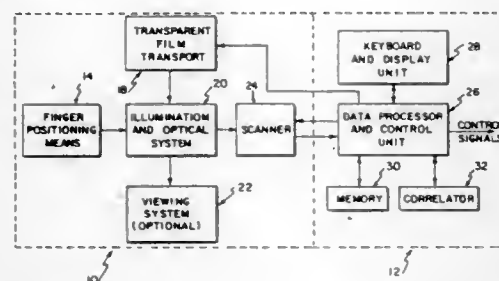 TRANSPARENT
FILM
TRANSPORT
18
14
FINGER
POSITIONING
MEANS
20
ILLUMINATION
AND OPTICAL
SYSTEM
24
SCANNER
22
VIEWING
SYSTEM
(OPTIONAL)
10
KEYBOARD
AND DISPLAY
UNIT
28
26
DATA PROCESSOR
AND CONTROL
UNIT
CONTROL
SIGNALS
30
MEMORY
32
CORRELATOR
12